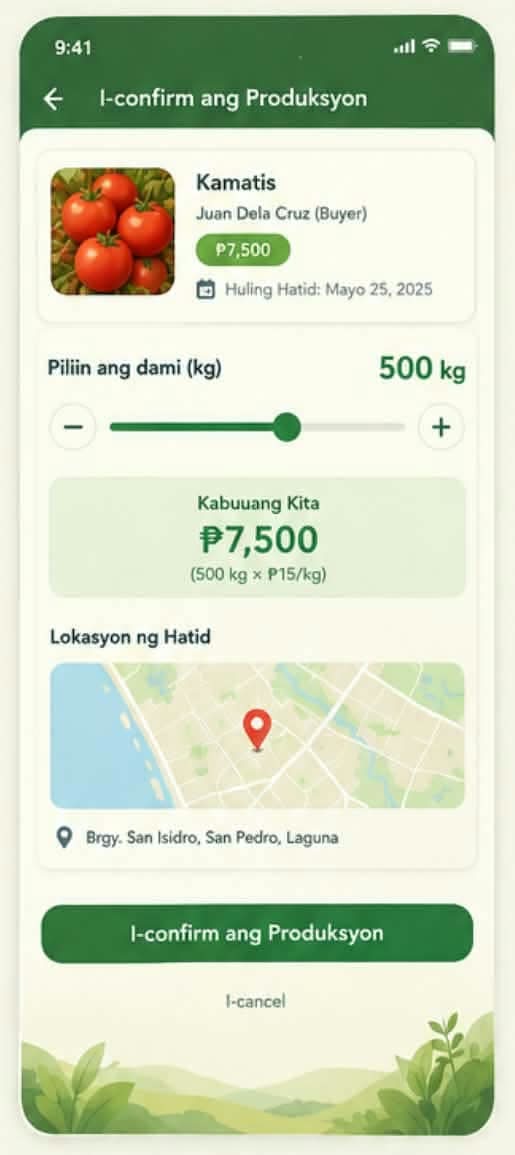 9:41
I-confirm ang Produksyon
Kamatis
Juan Dela Cruz (Buyer)
₱7,500
Huling Hatid: Mayo 25, 2025
Piliin ang dami (kg)
500 kg
Kabuuang Kita
₱7,500
(500 kg × ₱15/kg)
Lokasyon ng Hatid
Brgy. San Isidro, San Pedro, Laguna
I-confirm ang Produksyon
I-cancel